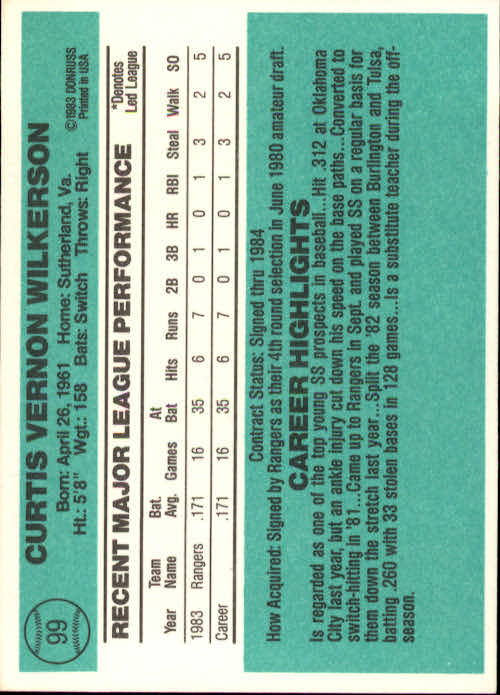 99
CURTIS VERNON WILKERSON
©1983 DONRUSS
Printed in USA
Born: April 26, 1961 Home: Sutherland, Va.
Ht.: 5'8" Wgt.: 158 Bats: Switch Throws: Right
RECENT MAJOR LEAGUE PERFORMANCE
*Denotes
Led League
Team Bat. At
Year Name Avg. Games Bat Hits Runs 2B 3B HR RBI Steal Walk SO
1983 Rangers .171 16 35 6 7 0 1 0 1 3 2 5
Career .171 16 35 6 7 0 1 0 1 3 2 5
Contract Status: Signed thru 1984
How Acquired: Signed by Rangers as their 4th round selection in June 1980 amateur draft.
CAREER HIGHLIGHTS
Is regarded as one of the top young SS prospects in baseball...Hit .312 at Oklahoma
City last year, but an ankle injury cut down his speed on the base paths...Converted to
switch-hitting in '81...Came up to Rangers in Sept. and played SS on a regular basis for
them down the stretch last year...Split the '82 season between Burlington and Tulsa,
batting .260 with 33 stolen bases in 128 games...Is a substitute teacher during the off-
season.